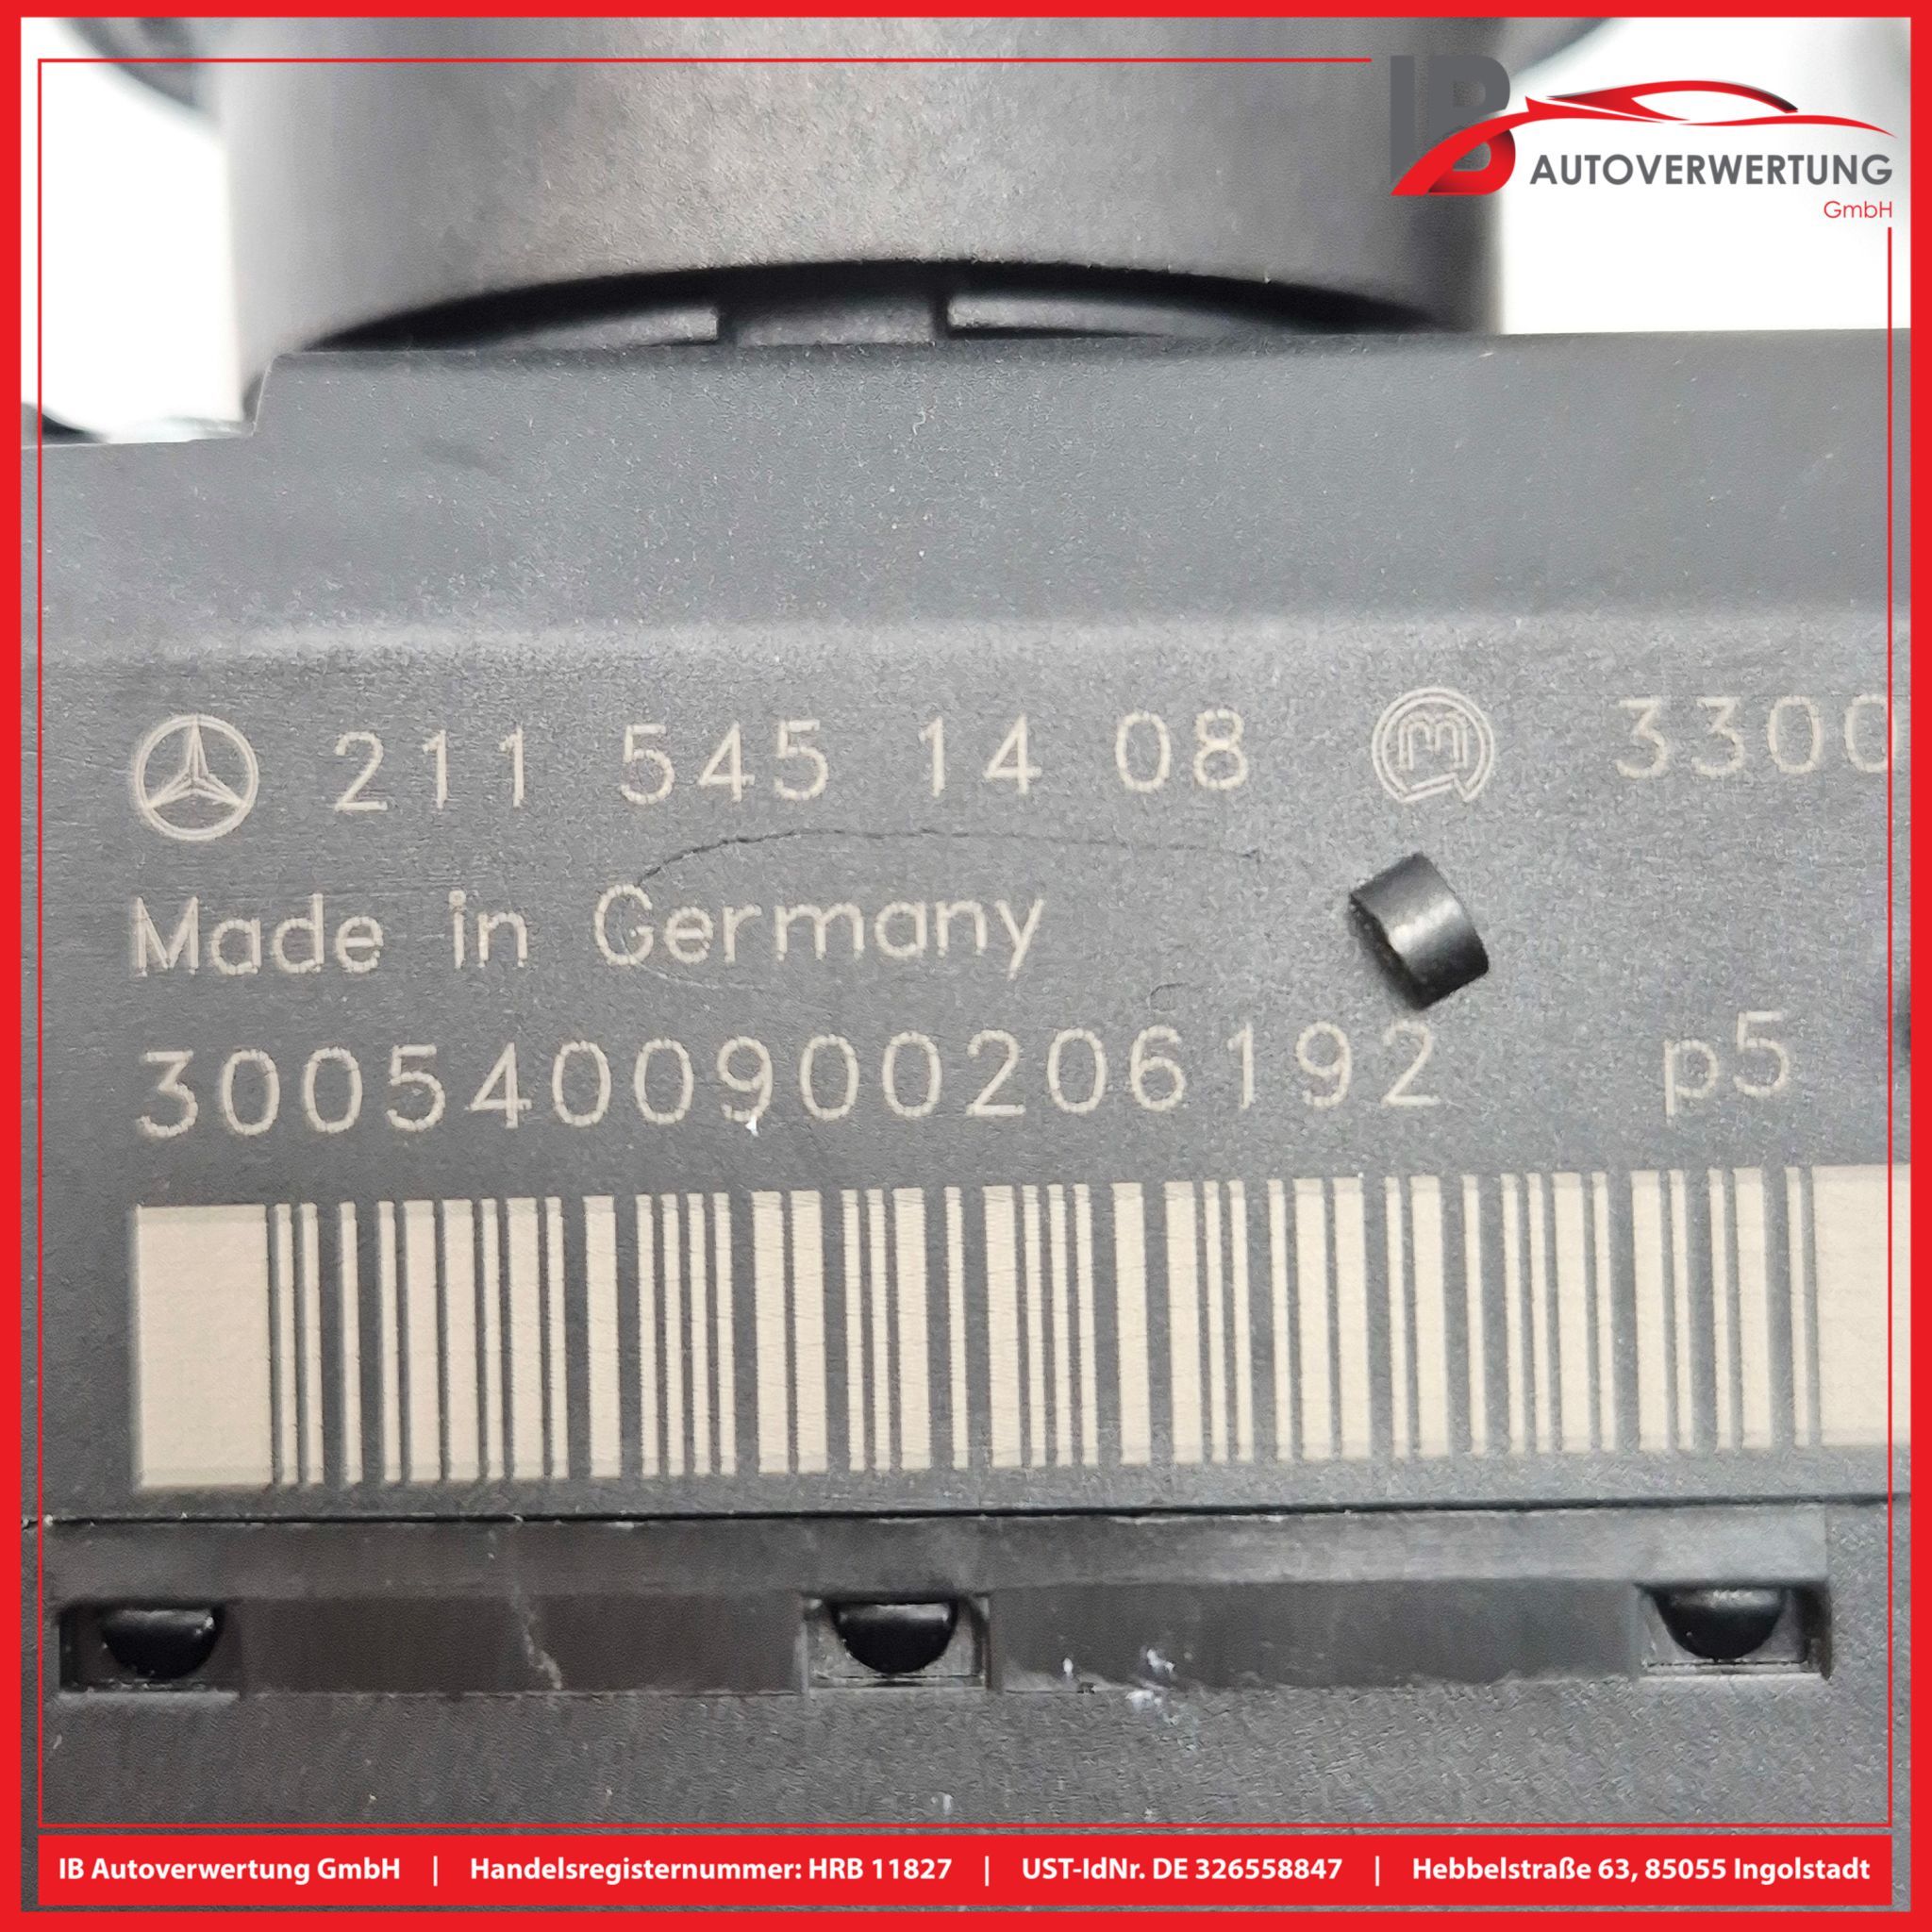 IB
AUTOVERWERTUNG
GmbH
211 545 14 08 m 3300
Made in Germany
3005400900206192 p5
IB Autoverwertung GmbH | Handelsregisternummer: HRB 11827 | UST-IdNr. DE 326558847 | Hebbelstraße 63, 85055 Ingolstadt